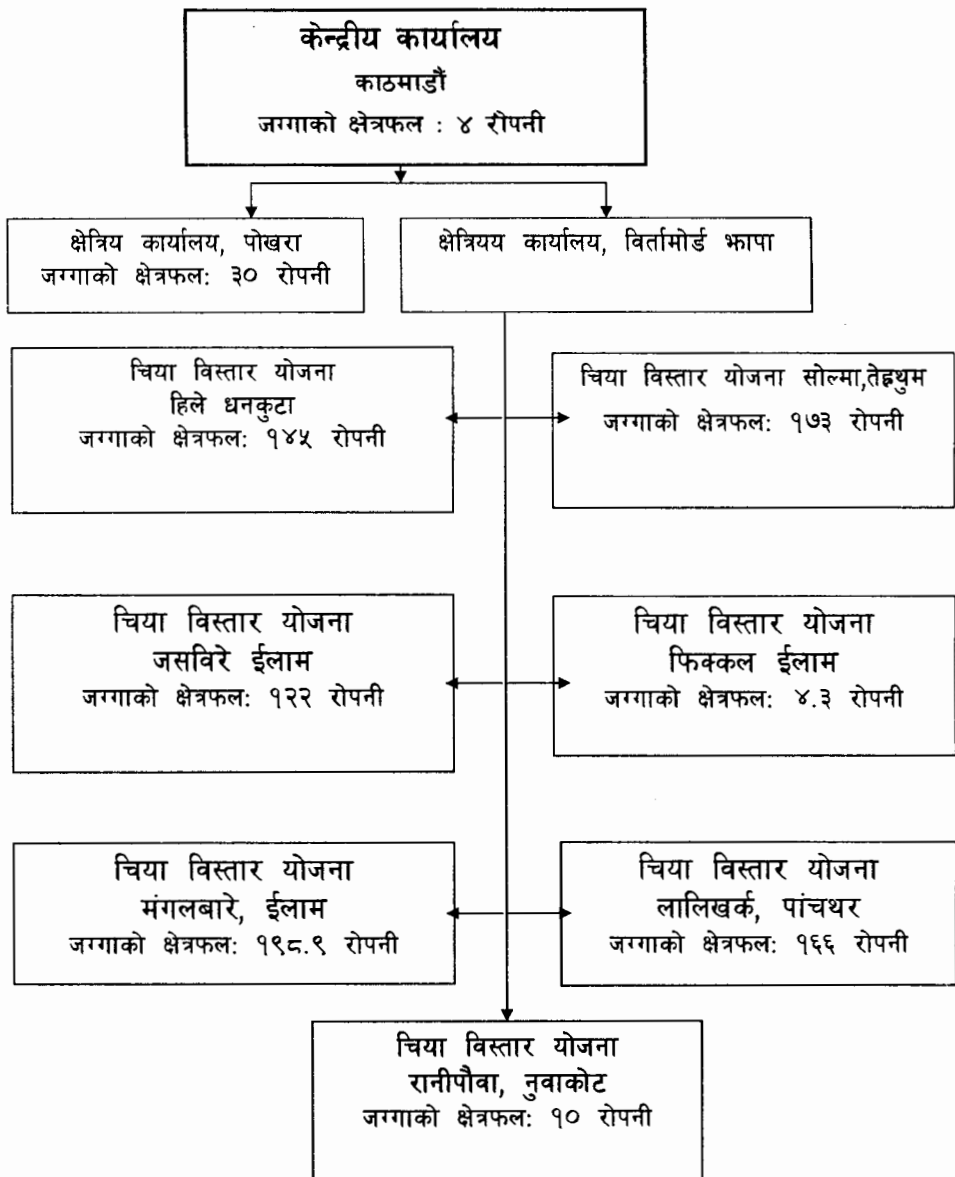 केन्द्रीय कार्यालय
काठमाडौं
जग्गाको क्षेत्रफल : ४ रोपनी
क्षेत्रिय कार्यालय, पोखरा
जग्गाको क्षेत्रफल: ३० रोपनी
क्षेत्रियय कार्यालय, विर्तामोर्ड झापा
चिया विस्तार योजना
हिले धनकुटा
जग्गाको क्षेत्रफल: १४५ रोपनी
चिया विस्तार योजना सोल्मा,तेह्रथुम
जग्गाको क्षेत्रफल: १७३ रोपनी
चिया विस्तार योजना
जसविरे ईलाम
जग्गाको क्षेत्रफल: १२२ रोपनी
चिया विस्तार योजना
फिक्कल ईलाम
जग्गाको क्षेत्रफल: ४.३ रोपनी
चिया विस्तार योजना
मंगलबारे, ईलाम
जग्गाको क्षेत्रफल: १९८.९ रोपनी
चिया विस्तार योजना
लालिखर्क, पांचथर
जग्गाको क्षेत्रफल: १६६ रोपनी
चिया विस्तार योजना
रानीपौवा, नुवाकोट
जग्गाको क्षेत्रफल: १० रोपनी